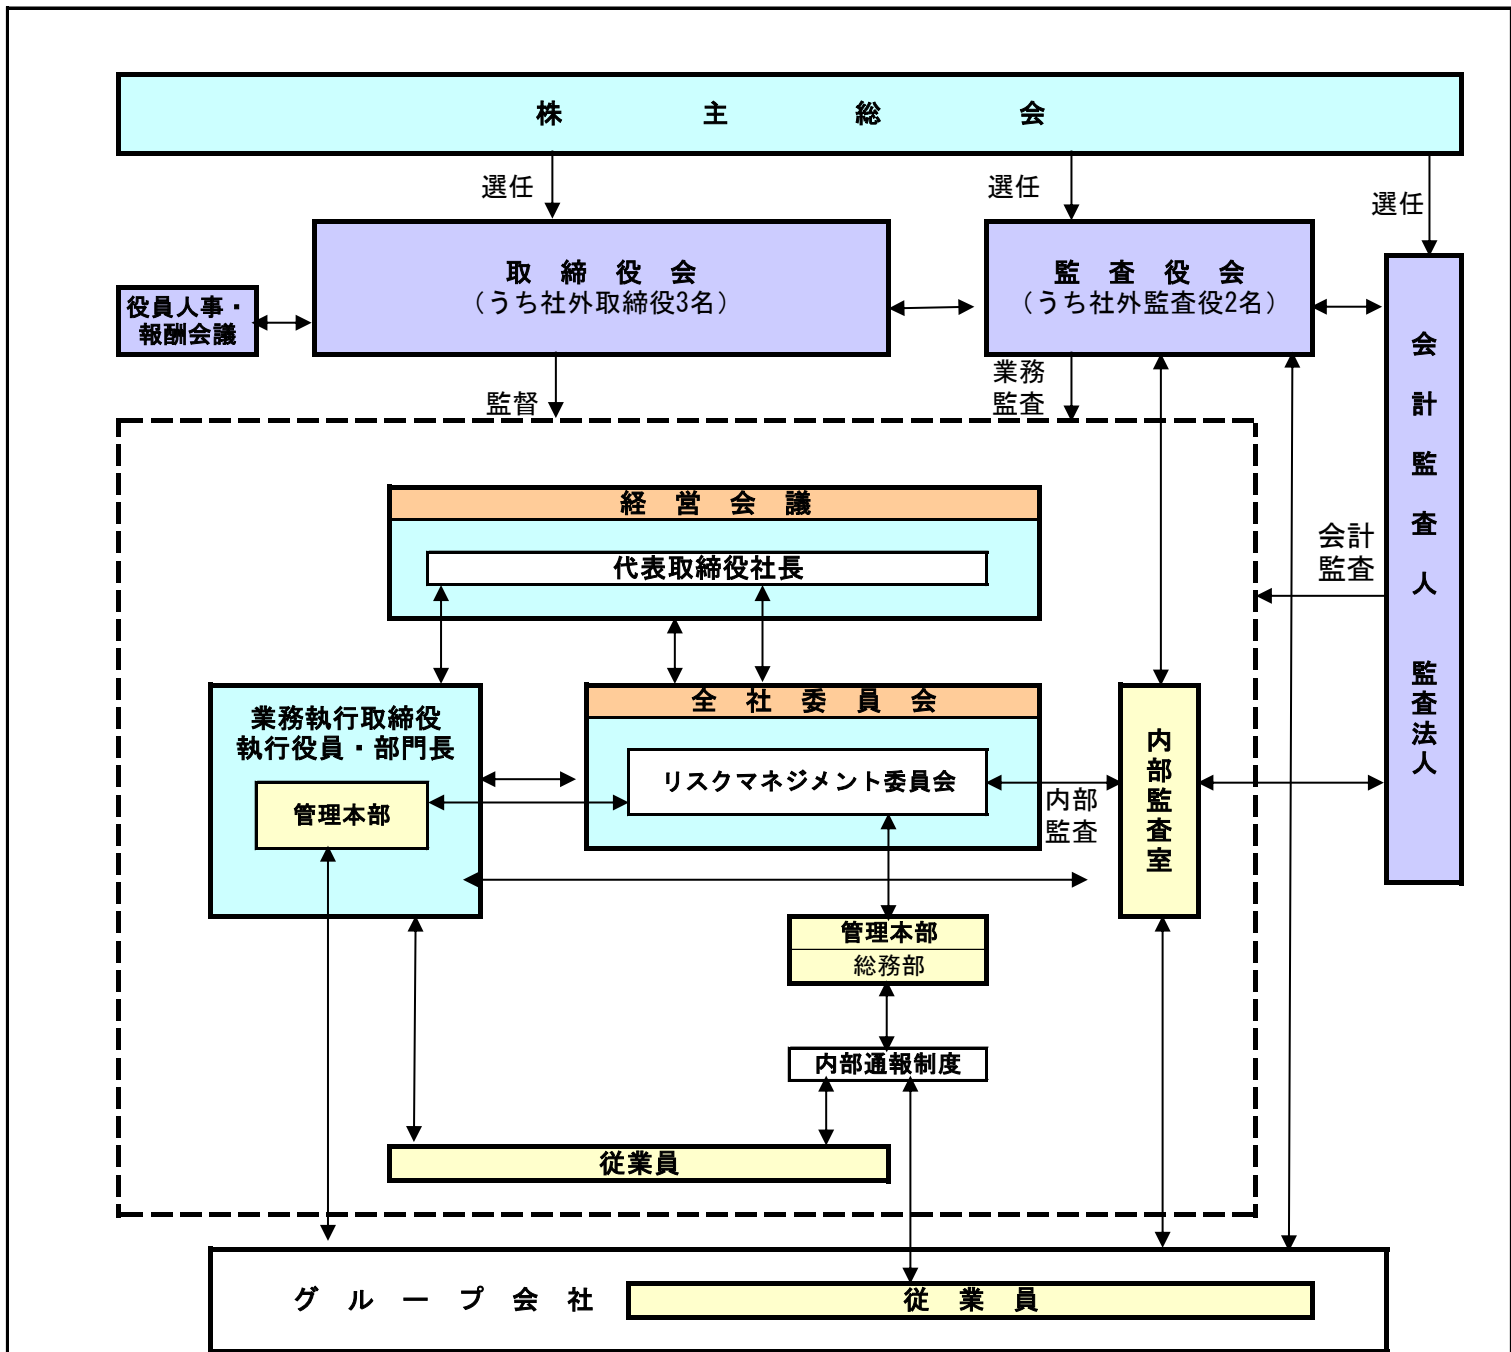 株主総会
選任
選任
選任
取締役会
（うち社外取締役3名）
監査役会
（うち社外監査役2名）
役員人事・
報酬会議
会計監査人 監査法人
監督
業務
監査
経営会議
代表取締役社長
会計
監査
業務執行取締役
執行役員・部門長
管理本部
全社委員会
リスクマネジメント委員会
内部
監査
内部監査室
管理本部
総務部
内部通報制度
従業員
グループ会社
従業員